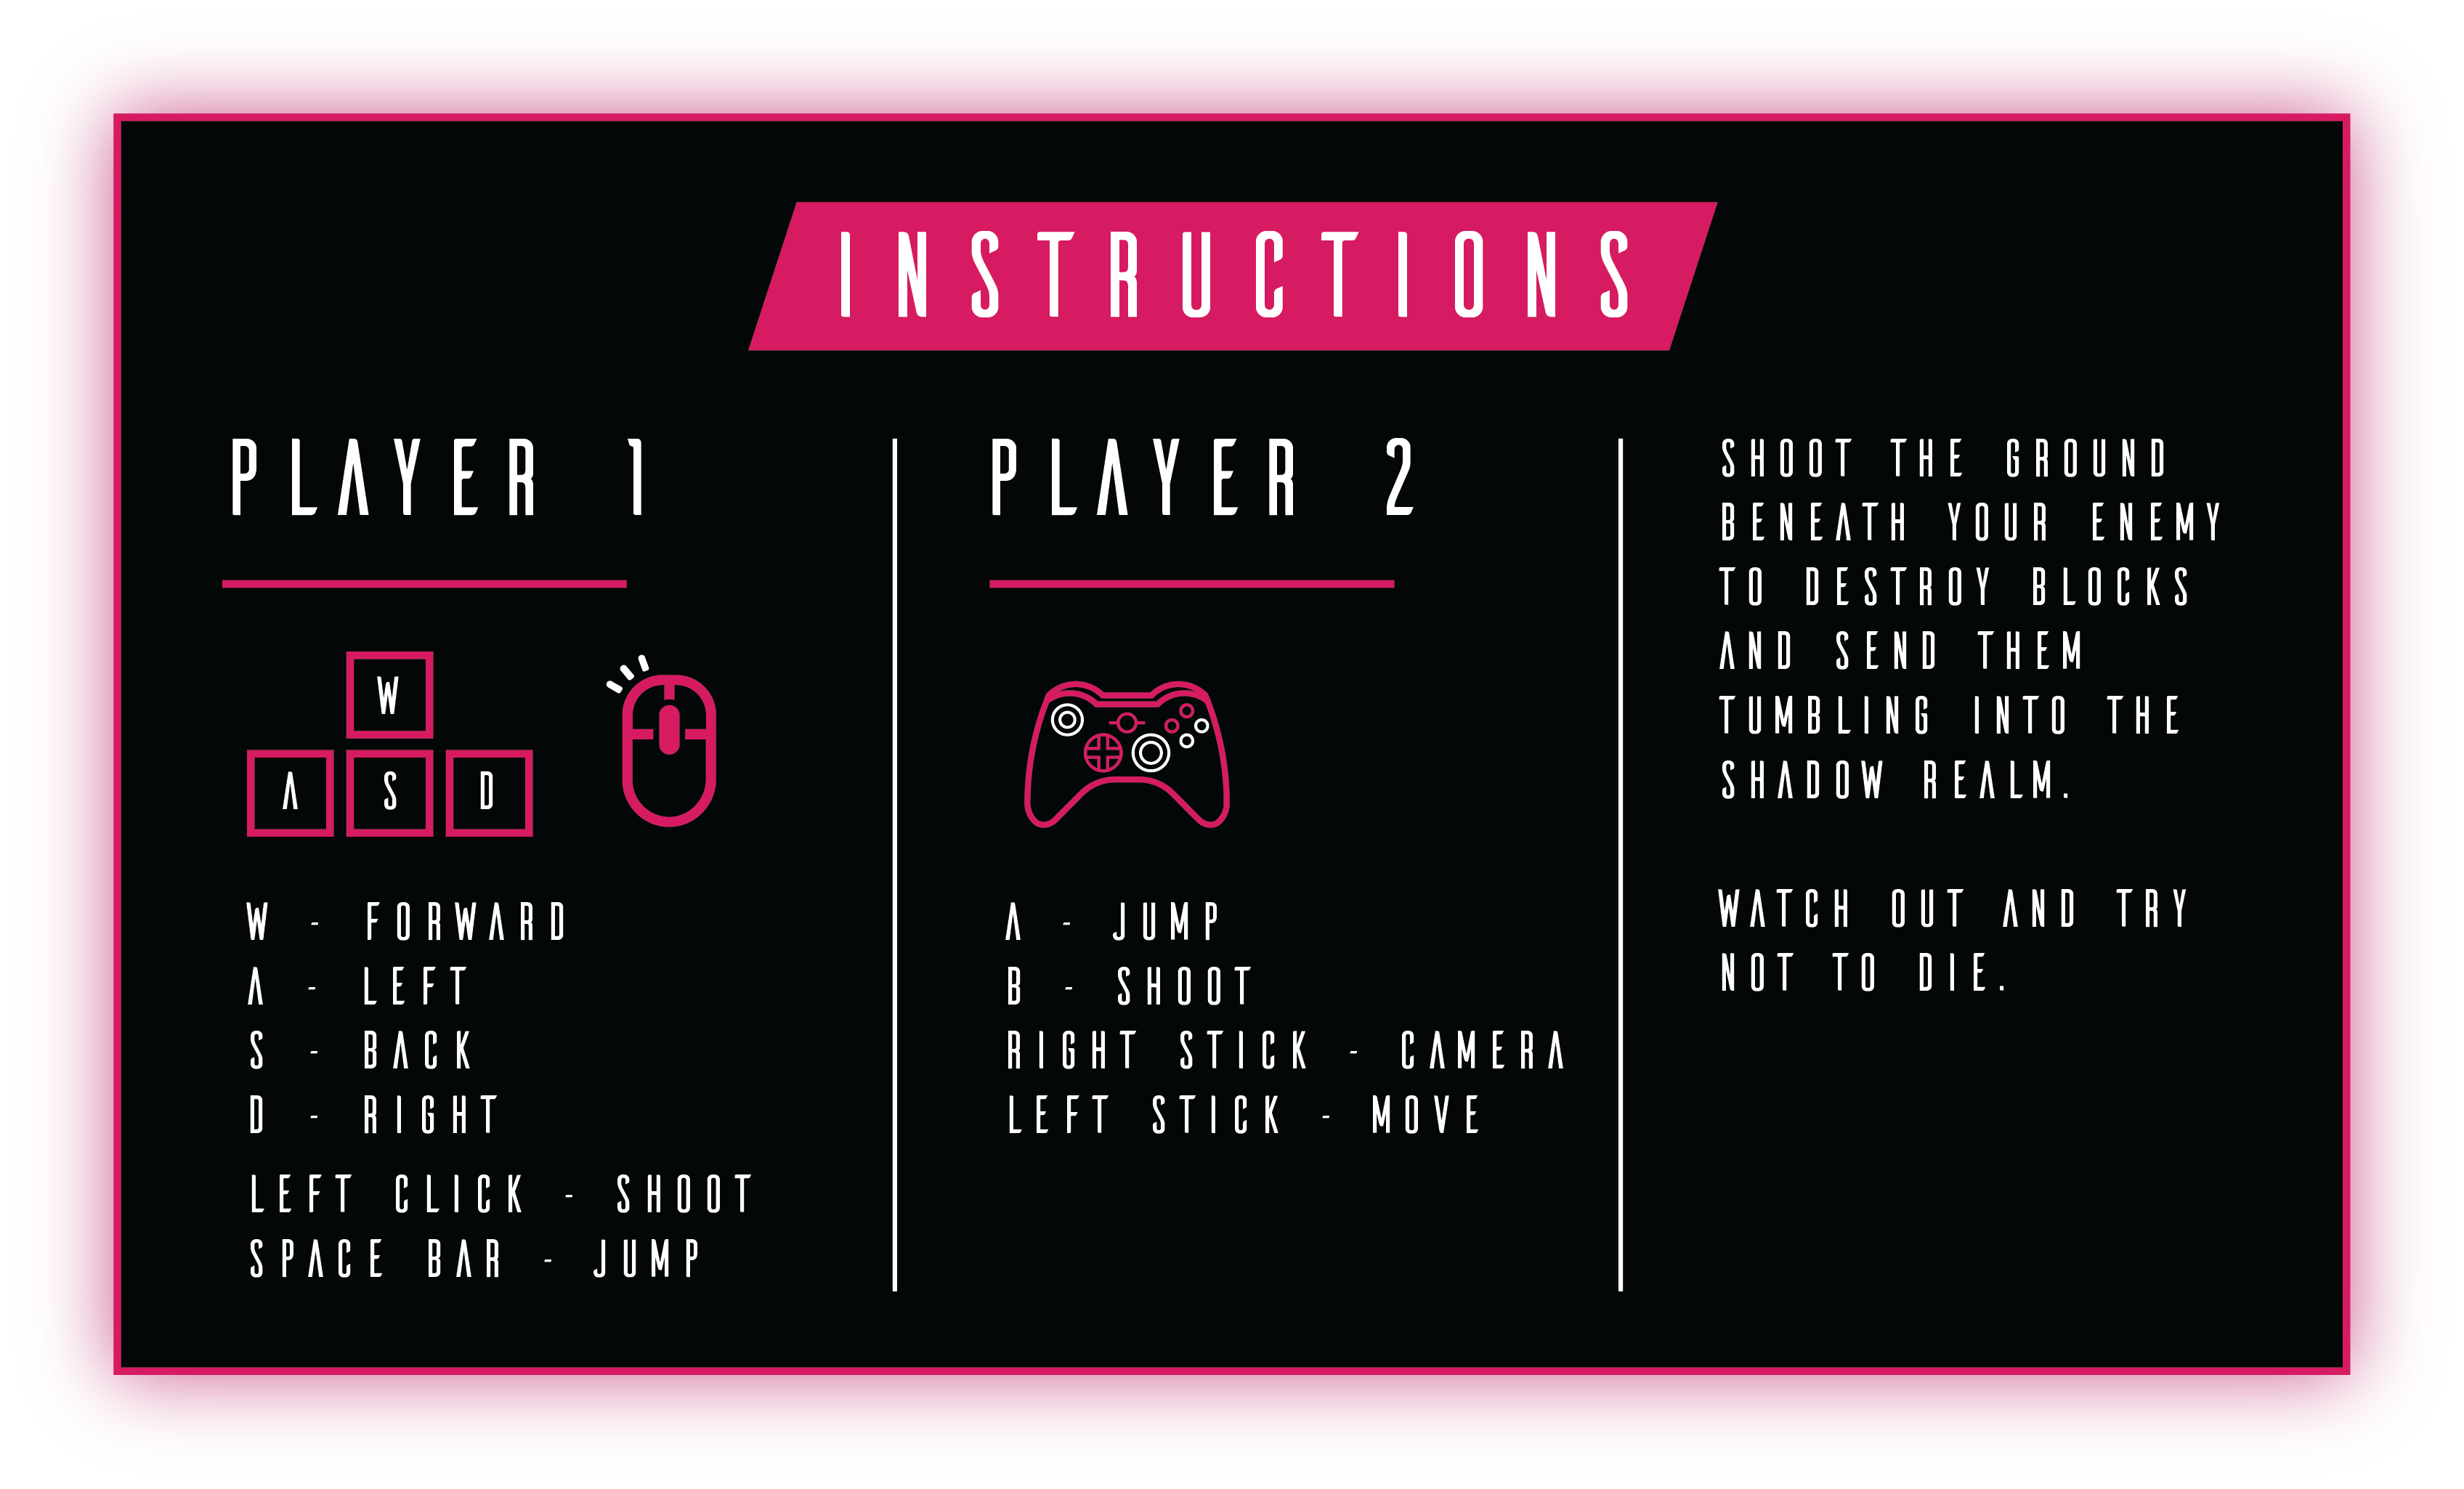 INSTRUCTIONS
PLAYER 1
W
A S D
W - FORWARD
A - LEFT
S - BACK
D - RIGHT
LEFT CLICK - SHOOT
SPACE BAR - JUMP
PLAYER 2
A - JUMP
B - SHOOT
RIGHT STICK - CAMERA
LEFT STICK - MOVE
SHOOT THE GROUND
BENEATH YOUR ENEMY
TO DESTROY BLOCKS
AND SEND THEM
TUMBLING INTO THE
SHADOW REALM.
WATCH OUT AND TRY
NOT TO DIE.